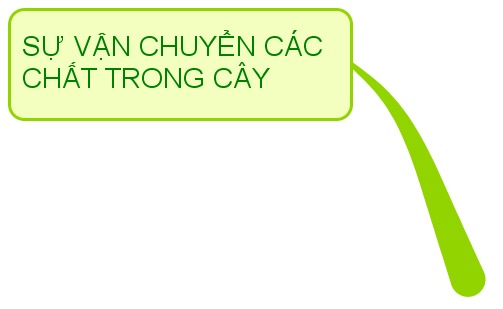 SỰ VẬN CHUYỂN CÁC
CHẤT TRONG CÂY